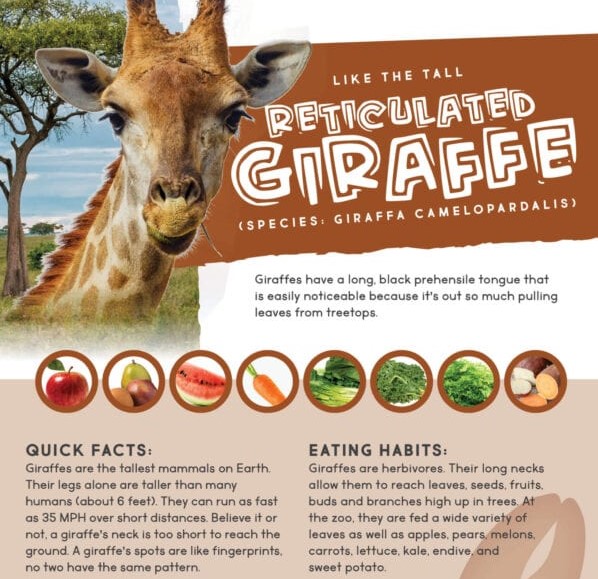 LIKE THE TALL
RETICULATED
GIRAFFE
(SPECIES: GIRAFFA CAMELOPARDALIS)
Giraffes have a long, black prehensile tongue that
is easily noticeable because it's out so much pulling
leaves from treetops.
QUICK FACTS:
Giraffes are the tallest mammals on Earth.
Their legs alone are taller than many
humans (about 6 feet). They can run as fast
as 35 MPH over short distances. Believe it or
not, a giraffe's neck is too short to reach the
ground. A giraffe's spots are like fingerprints,
no two have the same pattern.
EATING HABITS:
Giraffes are herbivores. Their long necks
allow them to reach leaves, seeds, fruits,
buds and branches high up in trees. At
the zoo, they are fed a wide variety of
leaves as well as apples, pears, melons,
carrots, lettuce, kale, endive, and
sweet potato.